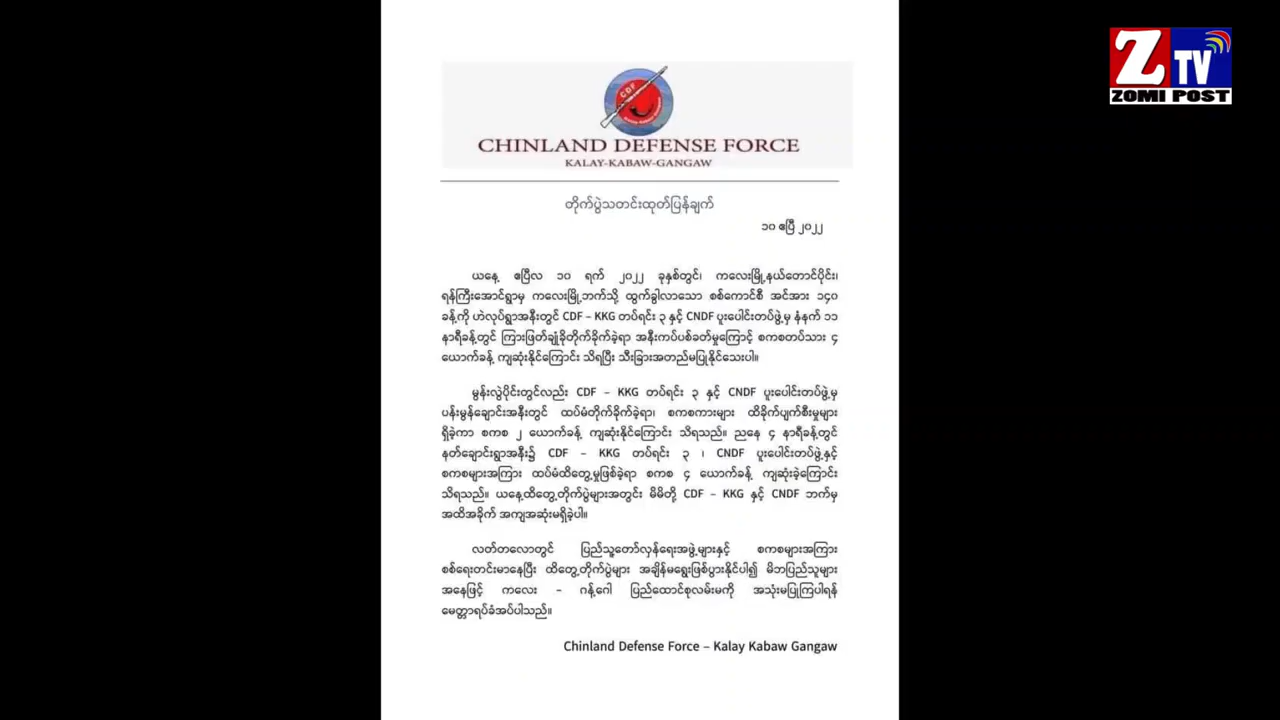 Z TV
ZOMI POST
CDF
CHINLAND DEFENSE FORCE
KALAY-KABAW-GANGAW
တိုက်ပွဲသတင်းထုတ်ပြန်ချက်
၁၀ ဧပြီ ၂၀၂၂
ယနေ့ ဧပြီလ ၁၀ ရက် ၂၀၂၂ ခုနှစ်တွင်၊ ကလေးမြို့နယ်တောင်ပိုင်း၊
ရန်ကြီးအောင်ရွာမှ ကလေးမြို့ဘက်သို့ ထွက်ခွါလာသော စစ်ကောင်စီ အင်အား ၁၄၀
ခန့်ကို ဟဲလုပ်ရွာအနီးတွင် CDF – KKG တပ်ရင်း ၃ နှင့် CNDF ပူးပေါင်းတပ်ဖွဲ့မှ နံနက် ၁၁
နာရီခန့်တွင် ကြားဖြတ်ချုံခိုတိုက်ခိုက်ခဲ့ရာ အနီးကပ်ပစ်ခတ်မှုကြောင့် စကစတပ်သား ၄
ယောက်ခန့် ကျဆုံးနိုင်ကြောင်း သိရပြီး သီးခြားအတည်မပြုနိုင်သေးပါ။
မွန်းလွဲပိုင်းတွင်လည်း CDF – KKG တပ်ရင်း ၃ နှင့် CNDF ပူးပေါင်းတပ်ဖွဲ့မှ
ပန်းမွန်ချောင်းအနီးတွင် ထပ်မံတိုက်ခိုက်ခဲ့ရာ၊ စကစကားများ ထိခိုက်ပျက်စီးမှုများ
ရှိခဲ့ကာ စကစ ၂ ယောက်ခန့် ကျဆုံးနိုင်ကြောင်း သိရသည်။ ညနေ ၄ နာရီခန့်တွင်
နတ်ချောင်းရွာအနီး၌ CDF – KKG တပ်ရင်း ၃ ၊ CNDF ပူးပေါင်းတပ်ဖွဲ့နှင့်
စကစများအကြား ထပ်မံထိတွေ့မှုဖြစ်ခဲ့ရာ စကစ ၄ ယောက်ခန့် ကျဆုံးခဲ့ကြောင်း
သိရသည်။ ယနေ့ထိတွေ့တိုက်ပွဲများအတွင်း မိမိတို့ CDF – KKG နှင့် CNDF ဘက်မှ
အထိအခိုက် အကျအဆုံးမရှိခဲ့ပါ။
လတ်တလောတွင် ပြည်သူ့တော်လှန်ရေးအဖွဲ့များနှင့် စကစများအကြား
စစ်ရေးတင်းမာနေပြီး ထိတွေ့တိုက်ပွဲများ အချိန်မရွေးဖြစ်ပွားနိုင်ပါ၍ မိဘပြည်သူများ
အနေဖြင့် ကလေး – ဂန့်ဂေါ ပြည်ထောင်စုလမ်းမကို အသုံးမပြုကြပါရန်
မေတ္တာရပ်ခံအပ်ပါသည်။
Chinland Defense Force – Kalay Kabaw Gangaw